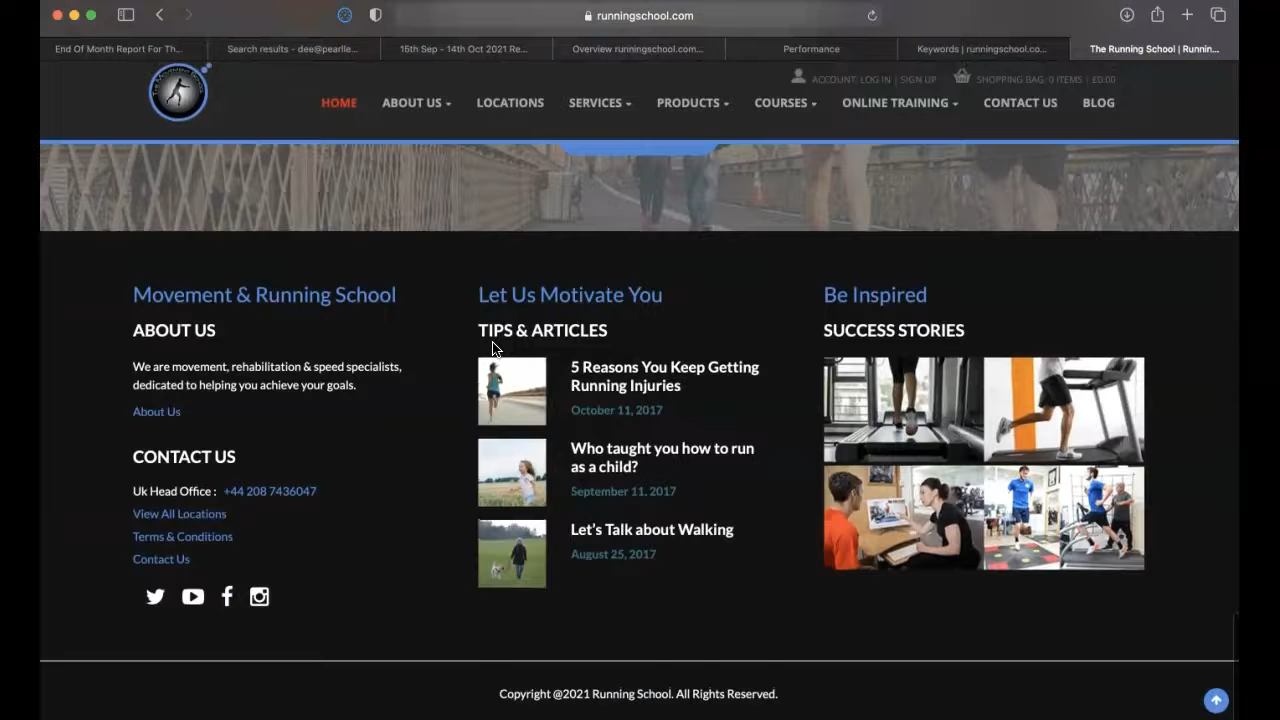 runningschool.com
End Of Month Report For Th...
Search results - dee@pearlle...
15th Sep - 14th Oct 2021 Re...
Overview runningschool.com...
Performance
Keywords | runningschool.co...
The Running School | Runnin...
ACCOUNT: LOG IN | SIGN UP
SHOPPING BAG: 0 ITEMS | £0.00
HOME
ABOUT US
LOCATIONS
SERVICES
PRODUCTS
COURSES
ONLINE TRAINING
CONTACT US
BLOG
Movement & Running School
ABOUT US
We are movement, rehabilitation & speed specialists,
dedicated to helping you achieve your goals.
About Us
CONTACT US
Uk Head Office : +44 208 7436047
View All Locations
Terms & Conditions
Contact Us
Let Us Motivate You
TIPS & ARTICLES
5 Reasons You Keep Getting
Running Injuries
October 11, 2017
Who taught you how to run
as a child?
September 11, 2017
Let's Talk about Walking
August 25, 2017
Be Inspired
SUCCESS STORIES
Copyright @2021 Running School. All Rights Reserved.